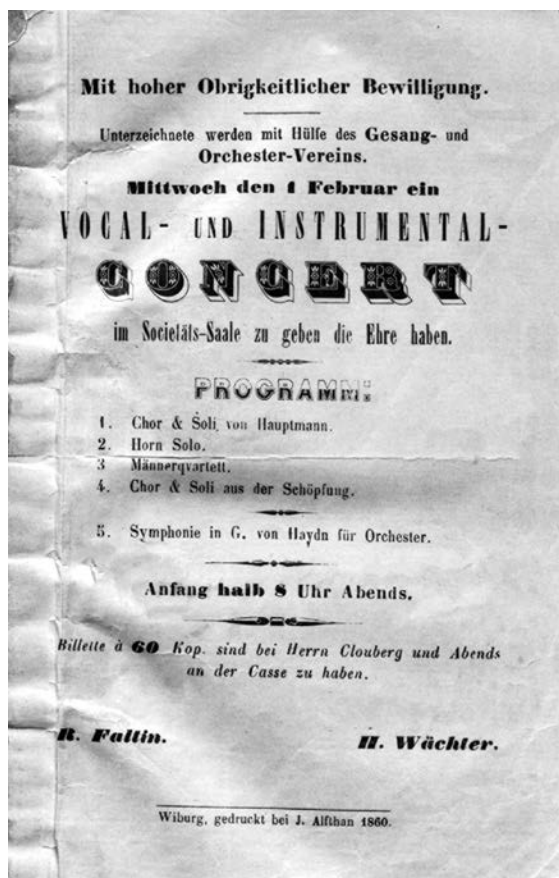 Mit hoher Obrigkeitlicher Bewilligung.
Unterzeichnete werden mit Hülfe des Gesang- und
Orchester-Vereins.
Mittwoch den 1 Februar ein
VOCAL- UND INSTRUMENTAL-
CONCERT
im Societäts-Saale zu geben die Ehre haben.
PROGRAMM:
1. Chor & Soli, von Hauptmann.
2. Horn Solo.
3 Männerqvartett.
4. Chor & Soli aus der Schöpfung.
5. Symphonie in G. von Haydn für Orchester.
Anfang halb 8 Uhr Abends.
Billette à 60 Kop. sind bei Herrn Clouberg und Abends
an der Casse zu haben.
R. Faltin. H. Wächter.
Wiburg, gedruckt bei J. Alfthan 1860.